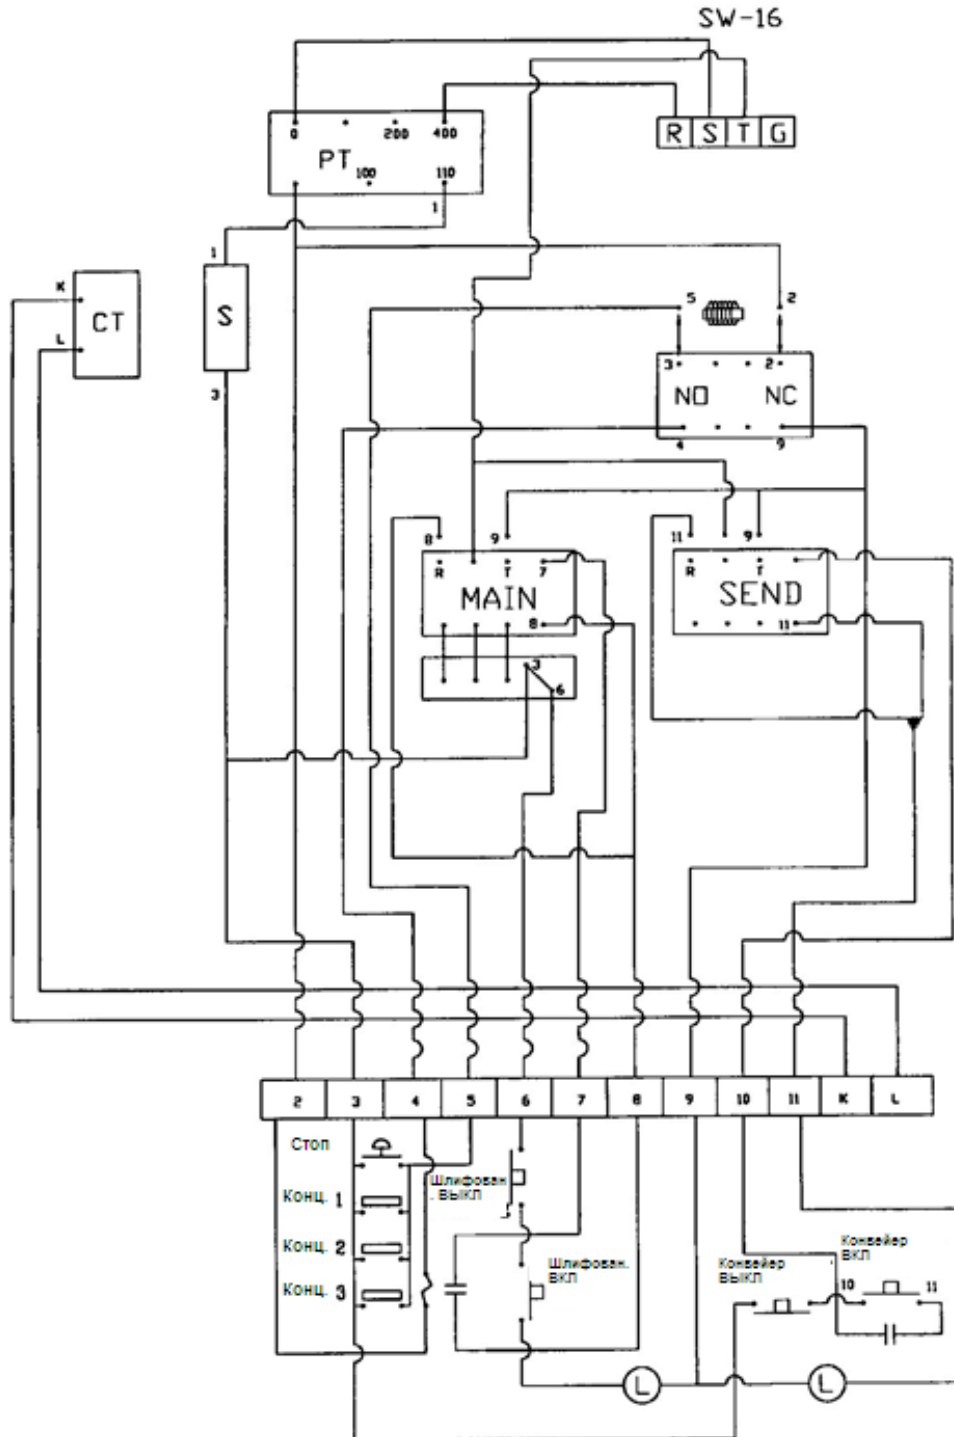 SW-16
0 200 400
PT
100 110
R S T G
1
1
K
CT
S
L
3
5 2
3 2
NO NC
4 9
8 9 11 9
R T 7 R T
MAIN SEND
8 11
3
6
2 3 4 5 6 7 8 9 10 11 K L
Стоп
Шлифован
. ВЫКЛ
Конц. 1
Конц. 2
Конц. 3
Шлифован.
ВКЛ
Конвейер
ВЫКЛ
Конвейер
ВКЛ
10 11
L L